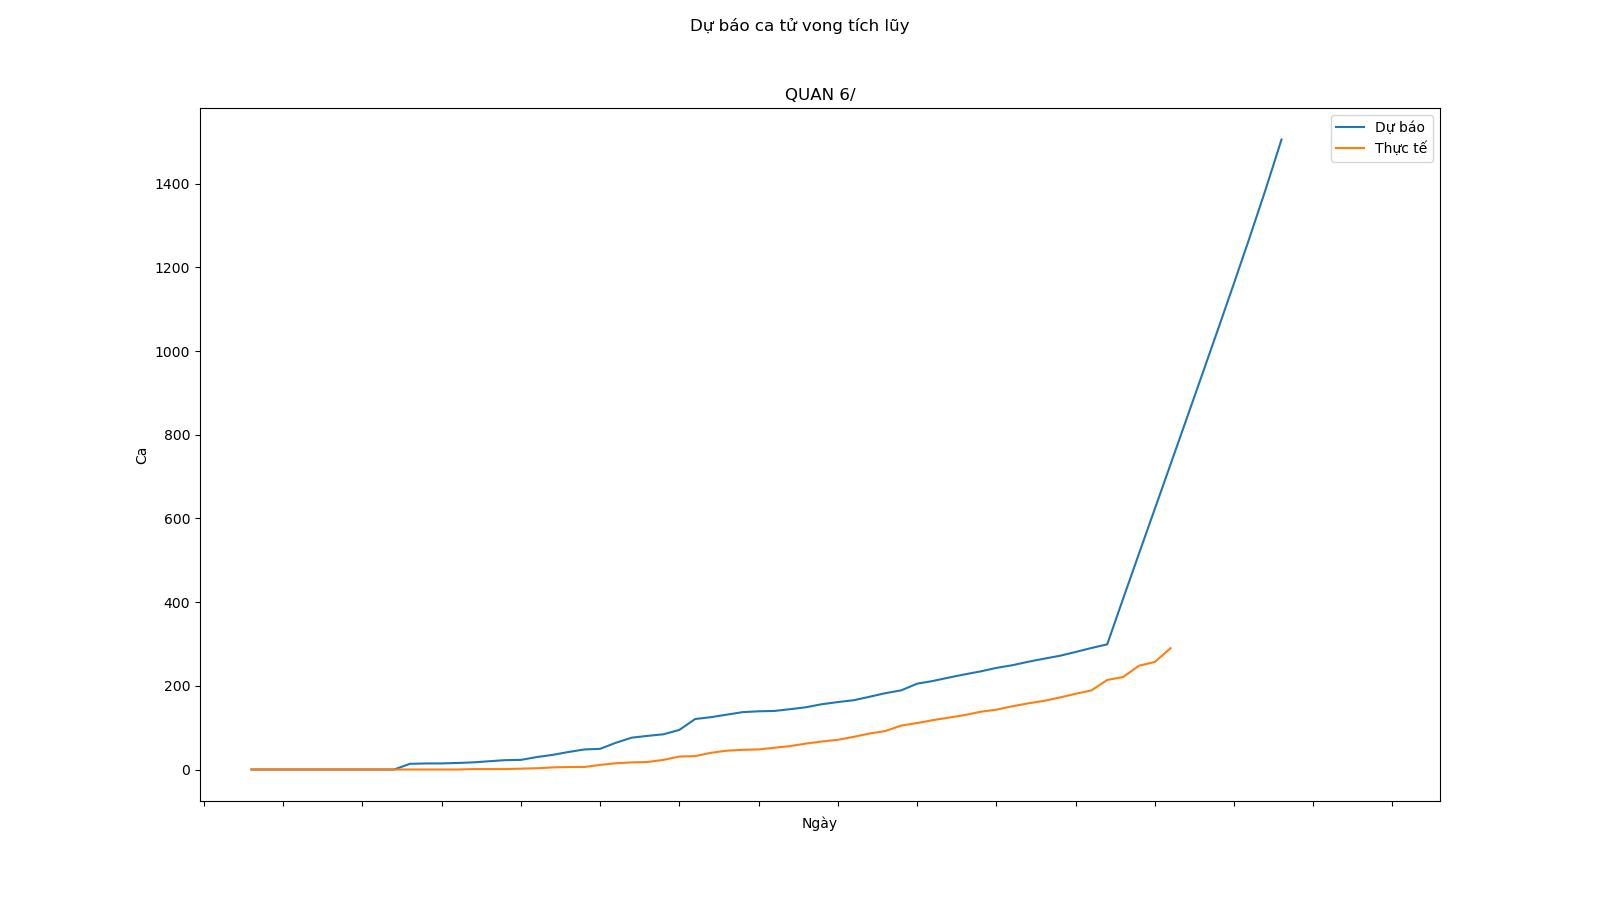 Dự báo ca tử vong tích lũy
QUAN 6/
Dự báo
Thực tế
1400
1200
1000
800
600
400
200
0
Ca
Ngày